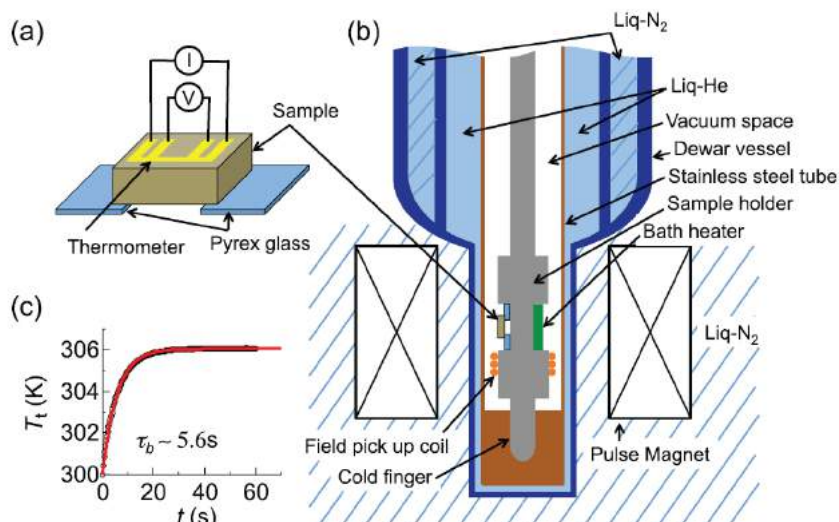 (a)
I
V
Sample
Thermometer
Pyrex glass
(b)
Liq-N2
Liq-He
Vacuum space
Dewar vessel
Stainless steel tube
Sample holder
Bath heater
Liq-N2
Field pick up coil
Cold finger
Pulse Magnet
(c)
306
304
302
300
Tt (K)
τb ~ 5.6s
0 20 40 60
t (s)